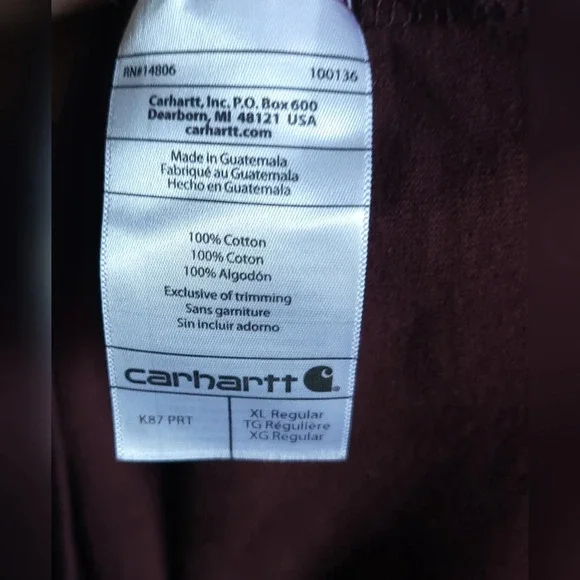 RN#14806 100136
Carhartt, Inc. P.O. Box 600
Dearborn, MI 48121 USA
carhartt.com
Made in Guatemala
Fabriqué au Guatemala
Hecho en Guatemala
100% Cotton
100% Coton
100% Algodón
Exclusive of trimming
Sans garniture
Sin incluir adorno
carhartt
K87 PRT
XL Regular
TG Régulière
XG Regular